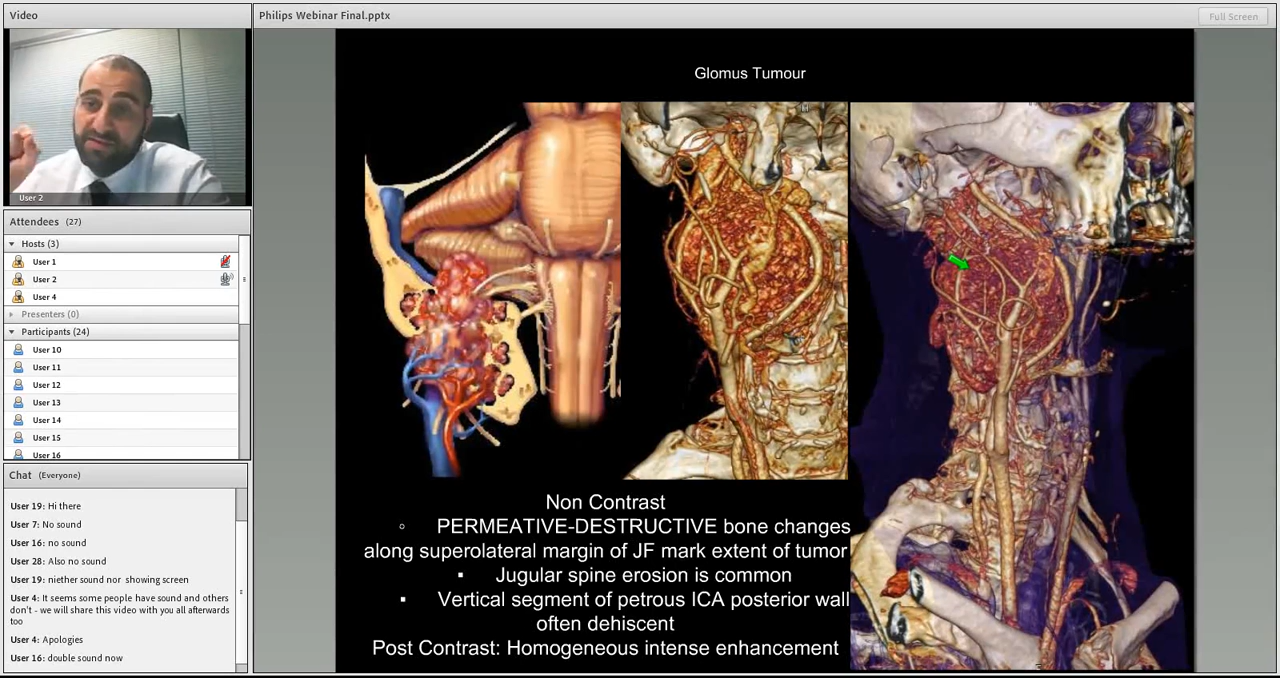 Video
Philips Webinar Final.pptx
Full Screen
User 2
Attendees (27)
Hosts (3)
User 1
User 2
User 4
Presenters (0)
Participants (24)
User 10
User 11
User 12
User 13
User 14
User 15
User 16
Chat (Everyone)
User 19: Hi there
User 7: No sound
User 16: no sound
User 28: Also no sound
User 19: niether sound nor showing screen
User 4: It seems some people have sound and others
don't - we will share this video with you all afterwards
too
User 4: Apologies
User 16: double sound now
Glomus Tumour
Non Contrast
PERMEATIVE-DESTRUCTIVE bone changes
along superolateral margin of JF mark extent of tumor
Jugular spine erosion is common
Vertical segment of petrous ICA posterior wall
often dehiscent
Post Contrast: Homogeneous intense enhancement